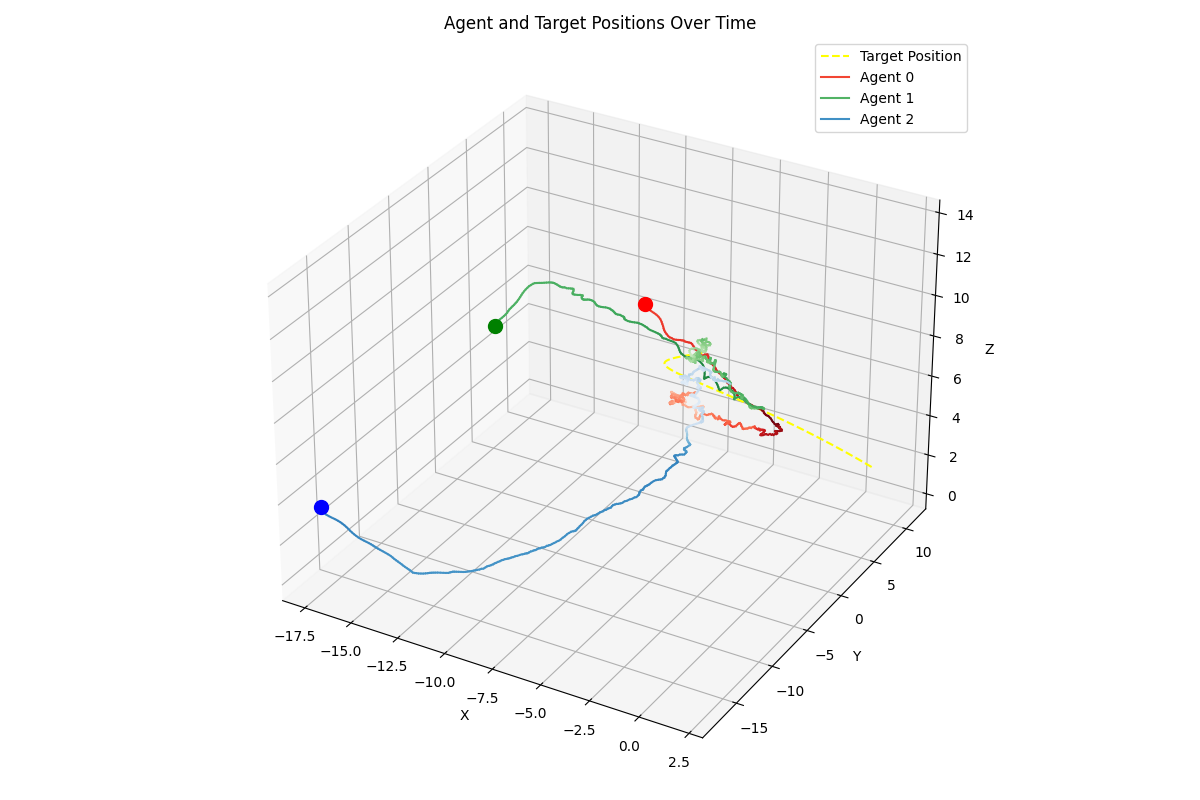 Agent and Target Positions Over Time
Target Position
Agent 0
Agent 1
Agent 2
14
12
10
8
6
4
2
0
Z
10
5
0
−5
−10
−15
Y
−17.5
−15.0
−12.5
−10.0
−7.5
−5.0
−2.5
0.0
2.5
X